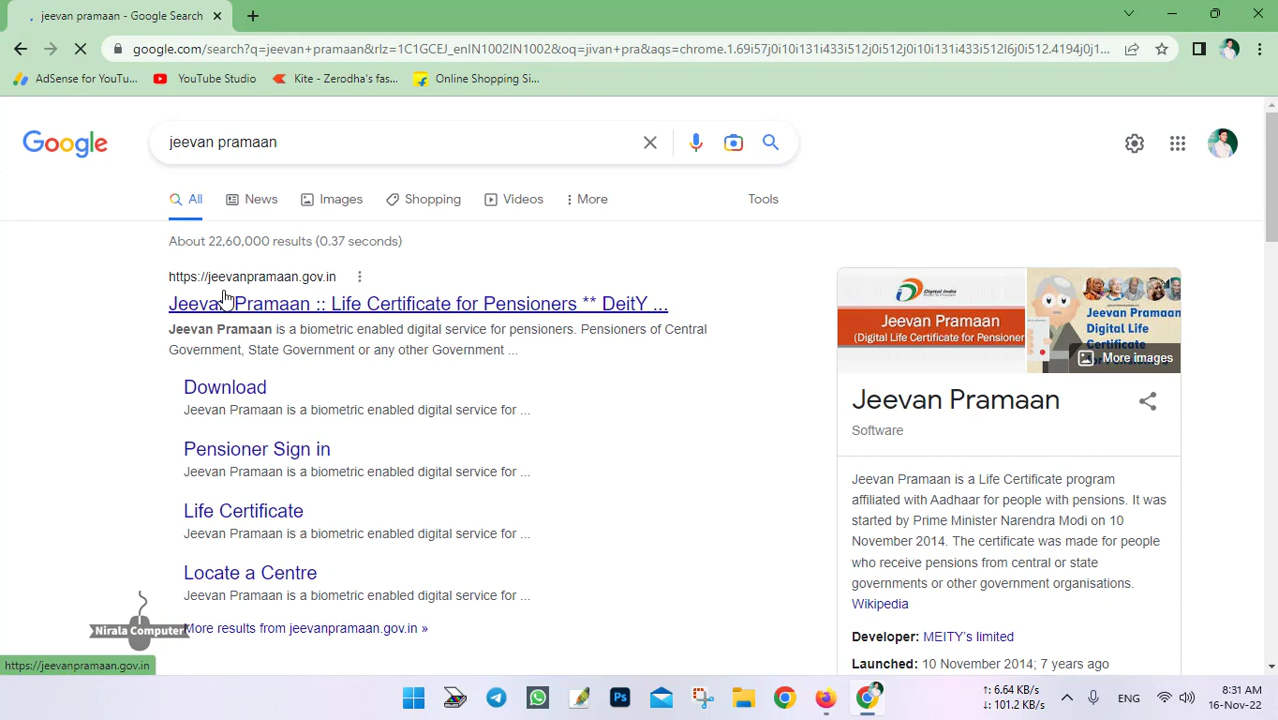 jeevan pramaan - Google Search
google.com/search?q=jeevan+pramaan&rlz=1C1GCEJ_enIN1002IN1002&oq=jivan+pra&aqs=chrome.1.69i57j0i10i131i433i512j0i512j0i10i131i433i512l6j0i512.4194j0j1...
AdSense for YouTu...
YouTube Studio
Kite - Zerodha's fas...
Online Shopping Si...
Google
jeevan pramaan
All
News
Images
Shopping
Videos
More
Tools
About 22,60,000 results (0.37 seconds)
https://jeevanpramaan.gov.in
Jeevan Pramaan :: Life Certificate for Pensioners ** DeitY ...
Jeevan Pramaan is a biometric enabled digital service for pensioners. Pensioners of Central
Government, State Government or any other Government ...
Download
Jeevan Pramaan is a biometric enabled digital service for ...
Pensioner Sign in
Jeevan Pramaan is a biometric enabled digital service for ...
Life Certificate
Jeevan Pramaan is a biometric enabled digital service for ...
Locate a Centre
Jeevan Pramaan is a biometric enabled digital service for ...
More results from jeevanpramaan.gov.in »
Nirala Computer
https://jeevanpramaan.gov.in
Digital India
Jeevan Pramaan
(Digital Life Certificate for Pensioner
Jeevan Pramaan
Digital Life
Certificate
More images
Jeevan Pramaan
Software
Jeevan Pramaan is a Life Certificate program
affiliated with Aadhaar for people with pensions. It was
started by Prime Minister Narendra Modi on 10
November 2014. The certificate was made for people
who receive pensions from central or state
governments or other government organisations.
Wikipedia
Developer: MEITY's limited
Launched: 10 November 2014; 7 years ago
Ps
↑: 6.64 KB/s
↓: 101.2 KB/s
ENG
8:31 AM
16-Nov-22